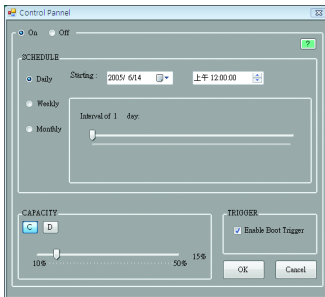 Control Pannel
On Off
?
SCHEDULE
Daily Starting : 2005/ 6/14 上午 12:00:00
Weekly
Monthly
Interval of 1 day:
CAPACITY
C D
10% 50% 15%
TRIGGER
Enable Boot Trigger
OK Cancel